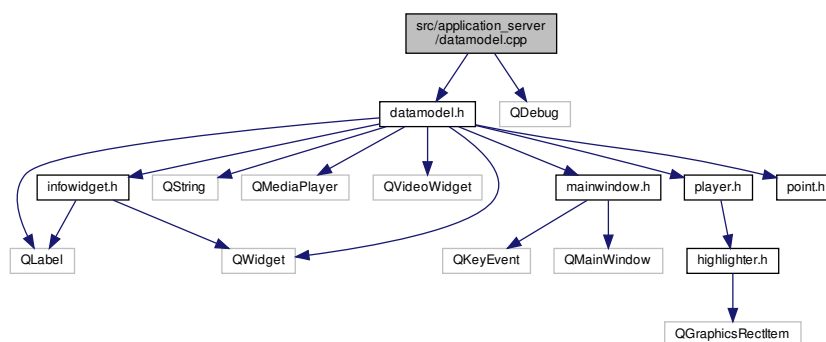 src/application_server
/datamodel.cpp
datamodel.h
QDebug
infowidget.h
QString
QMediaPlayer
QVideoWidget
mainwindow.h
player.h
point.h
QLabel
QWidget
QKeyEvent
QMainWindow
highlighter.h
QGraphicsRectItem